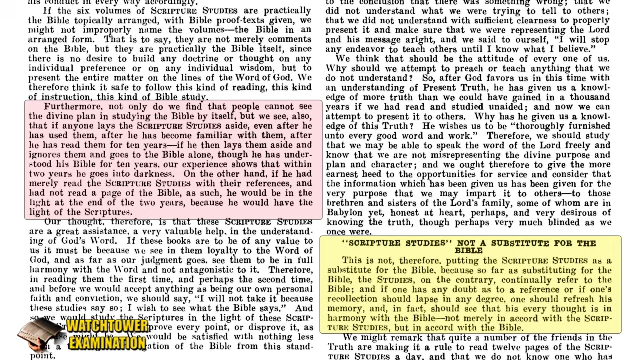 his conduct in every way accordingly.
If the six volumes of SCRIPTURE STUDIES are practically
the Bible topically arranged, with Bible proof-texts given, we
might not improperly name the volumes—the Bible in an
arranged form. That is to say, they are not merely comments
on the Bible, but they are practically the Bible itself, since
there is no desire to build any doctrine or thought on any
individual preference or on any individual wisdom, but to
present the entire matter on the lines of the Word of God. We
therefore think it safe to follow this kind of reading, this kind
of instruction, this kind of Bible study.
Furthermore, not only do we find that people cannot see
the divine plan in studying the Bible by itself, but we see, also,
that if anyone lays the SCRIPTURE STUDIES aside, even after he
has used them, after he has become familiar with them, after
he has read them for ten years—if he then lays them aside and
ignores them and goes to the Bible alone, though he has under-
stood his Bible for ten years, our experience shows that within
two years he goes into darkness. On the other hand, if he had
merely read the SCRIPTURE STUDIES with their references, and
had not read a page of the Bible, as such, he would be in the
light at the end of the two years, because he would have the
light of the Scriptures.
Our thought, therefore, is that these SCRIPTURE STUDIES
are a great assistance, a very valuable help, in the understand-
ing of God's Word. If these books are to be of any value to
us it must be because we see in them loyalty to the Word of
God, and as far as our judgment goes, see them to be in full
harmony with the Word and not antagonistic to it. Therefore,
in reading them the first time, and perhaps the second time,
and before we would accept anything as being our own personal
faith and conviction, we should say, "I will not take it because
these studies say so; I wish to see what the Bible says." And
so we would study the Scriptures in the light of these SCRIP-
prove every point, or disprove it, as
would be satisfied with nothing less
of the Bible from this stand-
point.
WATCHTOWER
EXAMINATION
to the conclusion that there was something wrong; that we
did not understand what we were trying to tell to others;
that we did not understand with sufficient clearness to properly
present it and make sure that we were representing the Lord
and his message aright, and we said to ourself, "I will stop
any endeavor to teach others until I know what I believe."
We think that should be the attitude of every one of us.
Why should we attempt to preach or teach anything that we
do not understand? So, after God favors us in this time with
an understanding of Present Truth, he has given us a knowl-
edge of more truth than we could have gained in a thousand
years if we had read and studied unaided; and now we can
attempt to present it to others. Why has he given us a knowl-
edge of this Truth? He wishes us to be "thoroughly furnished
unto every good word and work." Therefore, we should study
that we may be able to speak the word of the Lord freely and
know that we are not misrepresenting the divine purpose and
plan and character; and we ought therefore to give the more
earnest heed to the opportunities for service and consider that
the information which has been given us has been given for the
very purpose that we may impart it to others—to those
brethren and sisters of the Lord's family, some of whom are in
Babylon yet, honest at heart, perhaps, and very desirous of
knowing the truth, though perhaps very much blinded as we
once were.
"SCRIPTURE STUDIES" NOT A SUBSTITUTE FOR THE
BIBLE
This is not, therefore, putting the SCRIPTURE STUDIES as a
substitute for the Bible, because so far as substituting for the
Bible, the STUDIES, on the contrary, continually refer to the
Bible; and if one has any doubt as to a reference or if one's
recollection should lapse in any degree, one should refresh his
memory, and, in fact, should see that his every thought is in
harmony with the Bible—not merely in accord with the SCRIP-
TURE STUDIES, but in accord with the Bible.
We might remark that quite a number of the friends in the
Truth are making it a rule to read twelve pages of the SCRIP-
TURE STUDIES a day, and that we do not know one who has